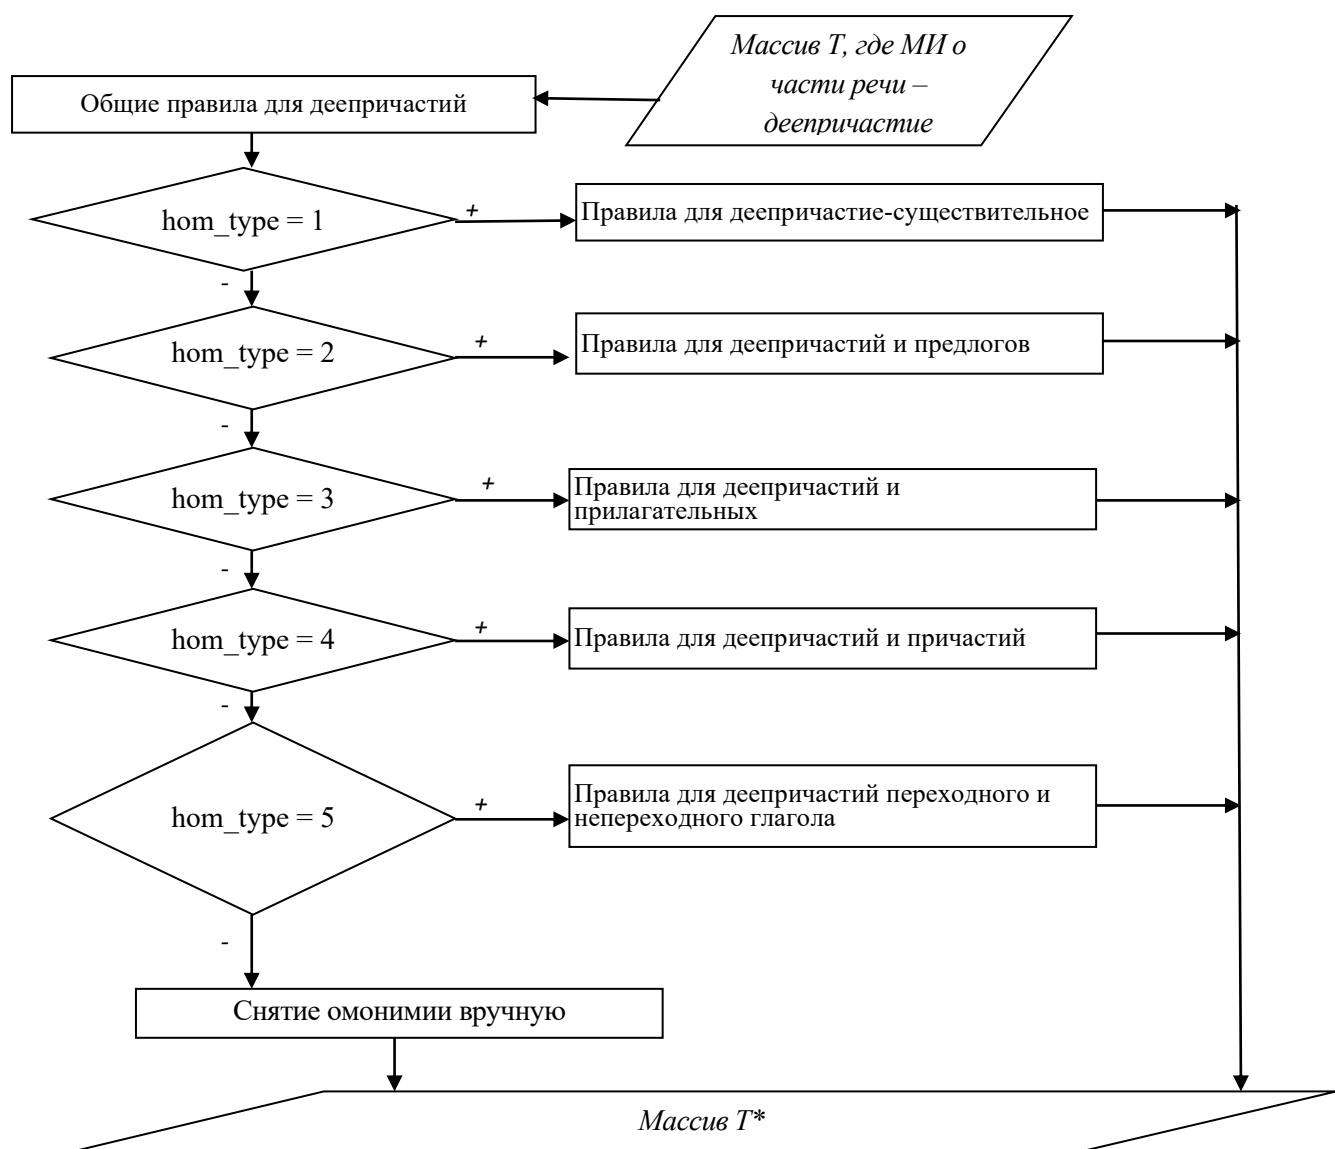 Массив T, где МИ о
части речи –
деепричастие
Общие правила для деепричастий
hom_type = 1
+
Правила для деепричастие-существительное
-
hom_type = 2
+
Правила для деепричастий и предлогов
-
hom_type = 3
+
Правила для деепричастий и
прилагательных
-
hom_type = 4
+
Правила для деепричастий и причастий
-
hom_type = 5
+
Правила для деепричастий переходного и
непереходного глагола
-
Снятие омонимии вручную
Массив T*